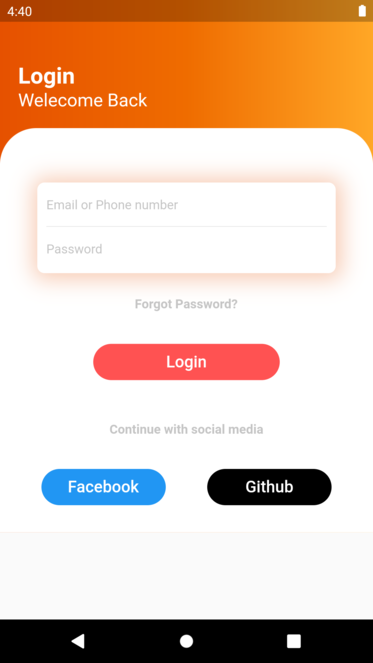 4:40
Login
Welecome Back
Email or Phone number
Password
Forgot Password?
Login
Continue with social media
Facebook
Github